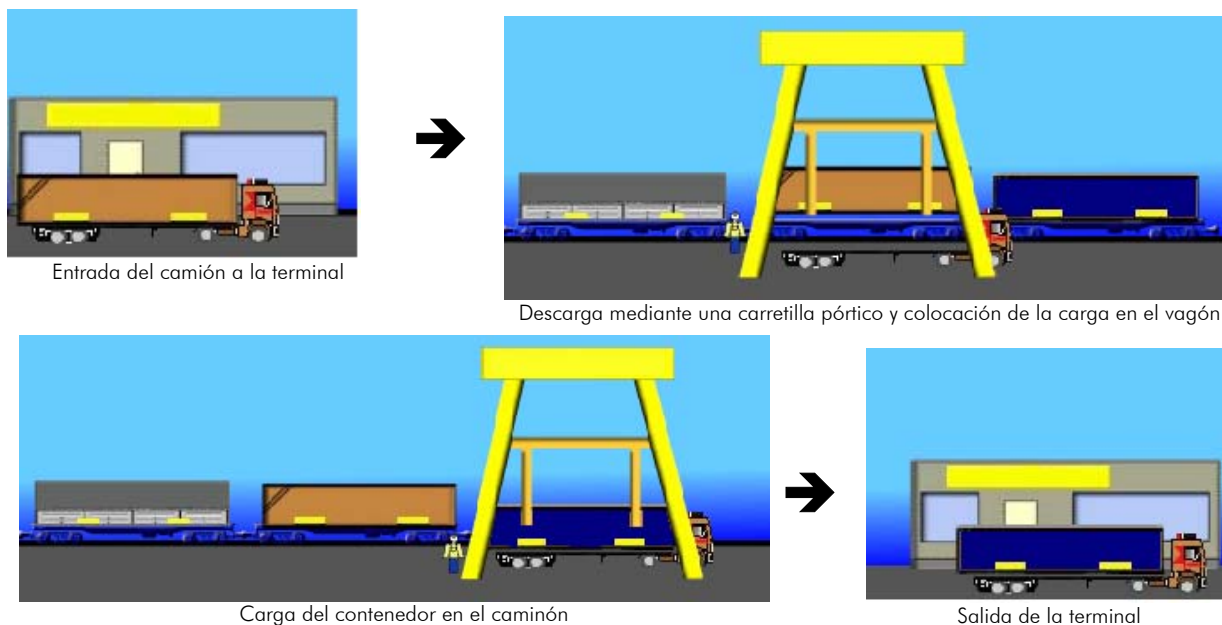 Entrada del camión a la terminal
Descarga mediante una carretilla pórtico y colocación de la carga en el vagón
Carga del contenedor en el caminón
Salida de la terminal